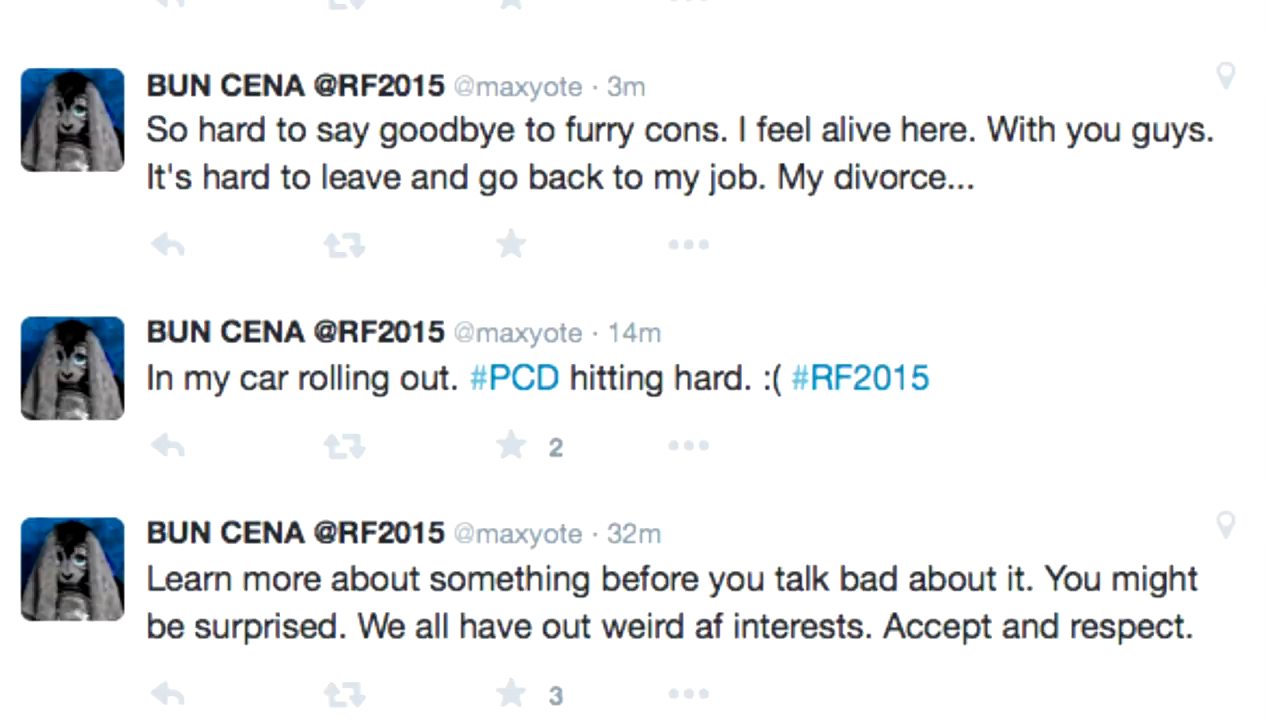 BUN CENA @RF2015 @maxyote · 3m
So hard to say goodbye to furry cons. I feel alive here. With you guys.
It's hard to leave and go back to my job. My divorce...
BUN CENA @RF2015 @maxyote · 14m
In my car rolling out. #PCD hitting hard. :( #RF2015
2
BUN CENA @RF2015 @maxyote · 32m
Learn more about something before you talk bad about it. You might
be surprised. We all have out weird af interests. Accept and respect.
3